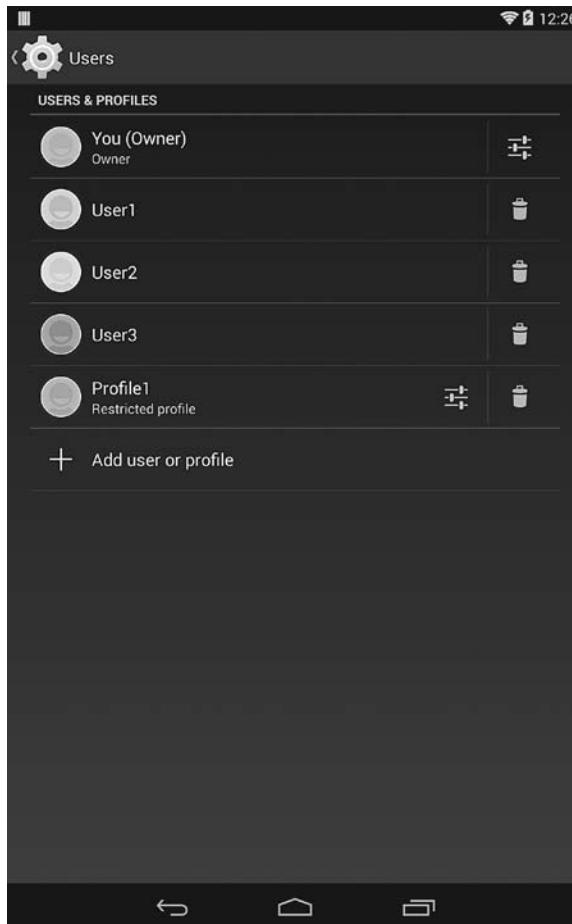 12:26
Users
USERS & PROFILES
You (Owner)
Owner
User1
User2
User3
Profile1
Restricted profile
Add user or profile